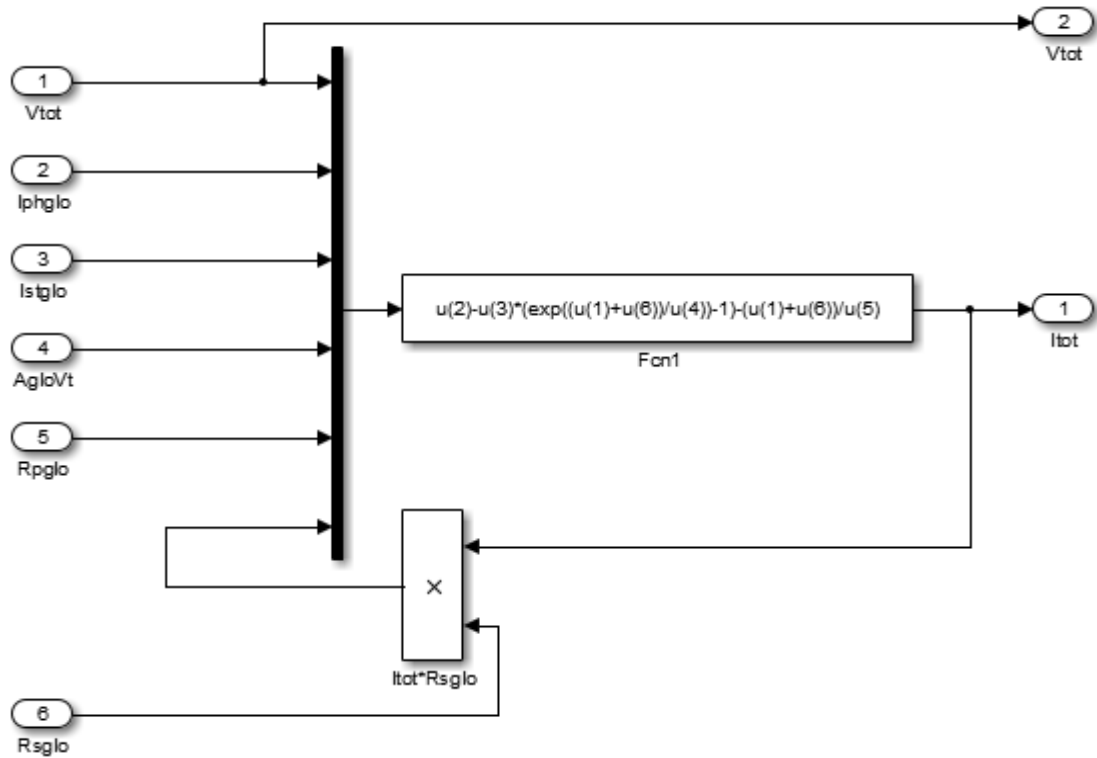 2
Vtot
1
Vtot
2
Iphglo
3
Istglo
u(2)-u(3)*(exp((u(1)+u(6))/u(4))-1)-(u(1)+u(6))/u(5)
Fcn1
1
Itot
4
AgloVt
5
Rpglo
×
Itot*Rsglo
6
Rsglo